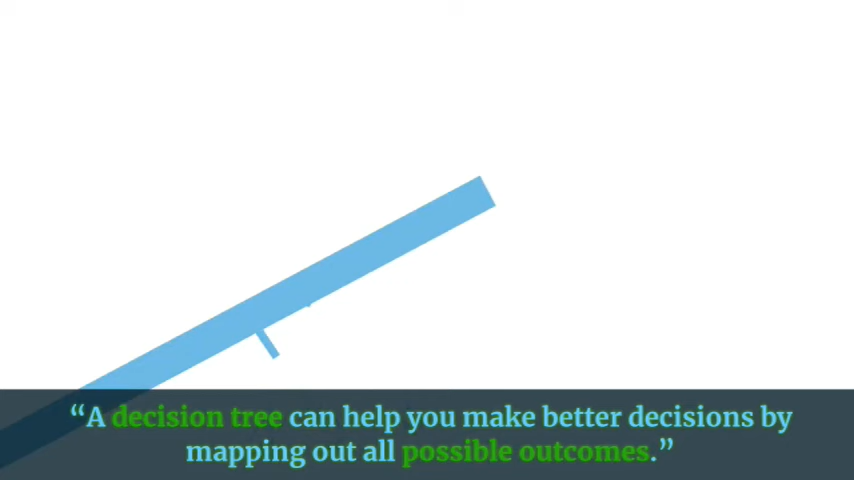 “A decision tree can help you make better decisions by
mapping out all possible outcomes.”